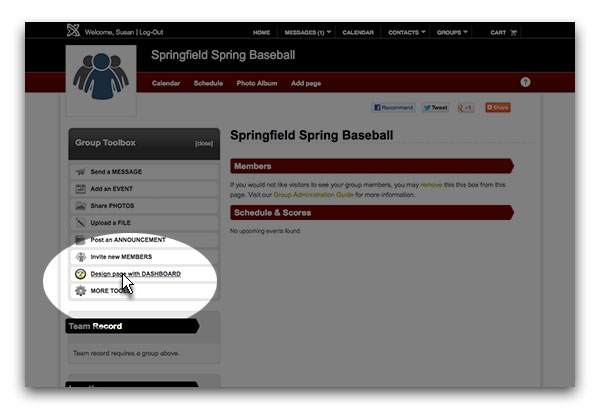 Welcome, Susan | Log-Out
HOME MESSAGES (1) CALENDAR CONTACTS GROUPS CART
Springfield Spring Baseball
Calendar Schedule Photo Album Add page
?
Recommend Tweet +1 Share
Group Toolbox [close]
Send a MESSAGE
Add an EVENT
Share PHOTOS
Upload a FILE
Post an ANNOUNCEMENT
Invite new MEMBERS
Design page with DASHBOARD
MORE TOOLS
Team Record
Team record requires a group above.
Springfield Spring Baseball
Members
If you would not like visitors to see your group members, you may remove this this box from this
page. Visit our Group Administration Guide for more information.
Schedule & Scores
No upcoming events found.